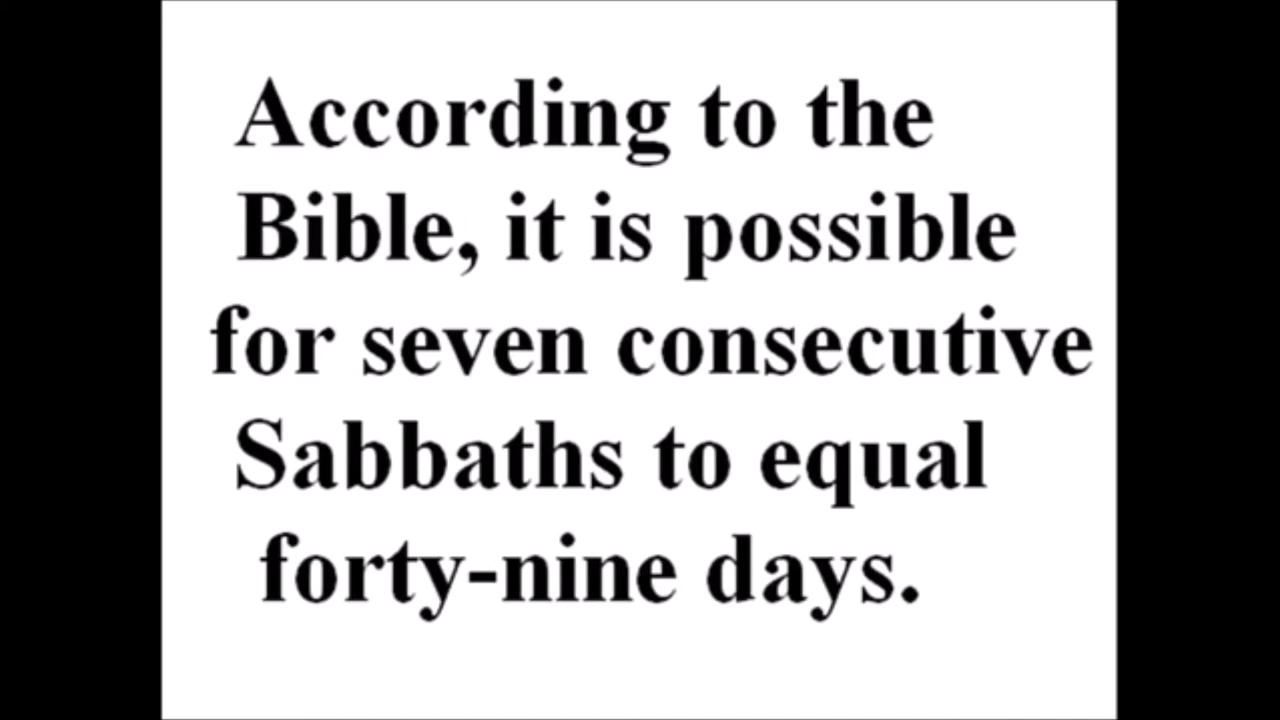 According to the
Bible, it is possible
for seven consecutive
Sabbaths to equal
forty-nine days.